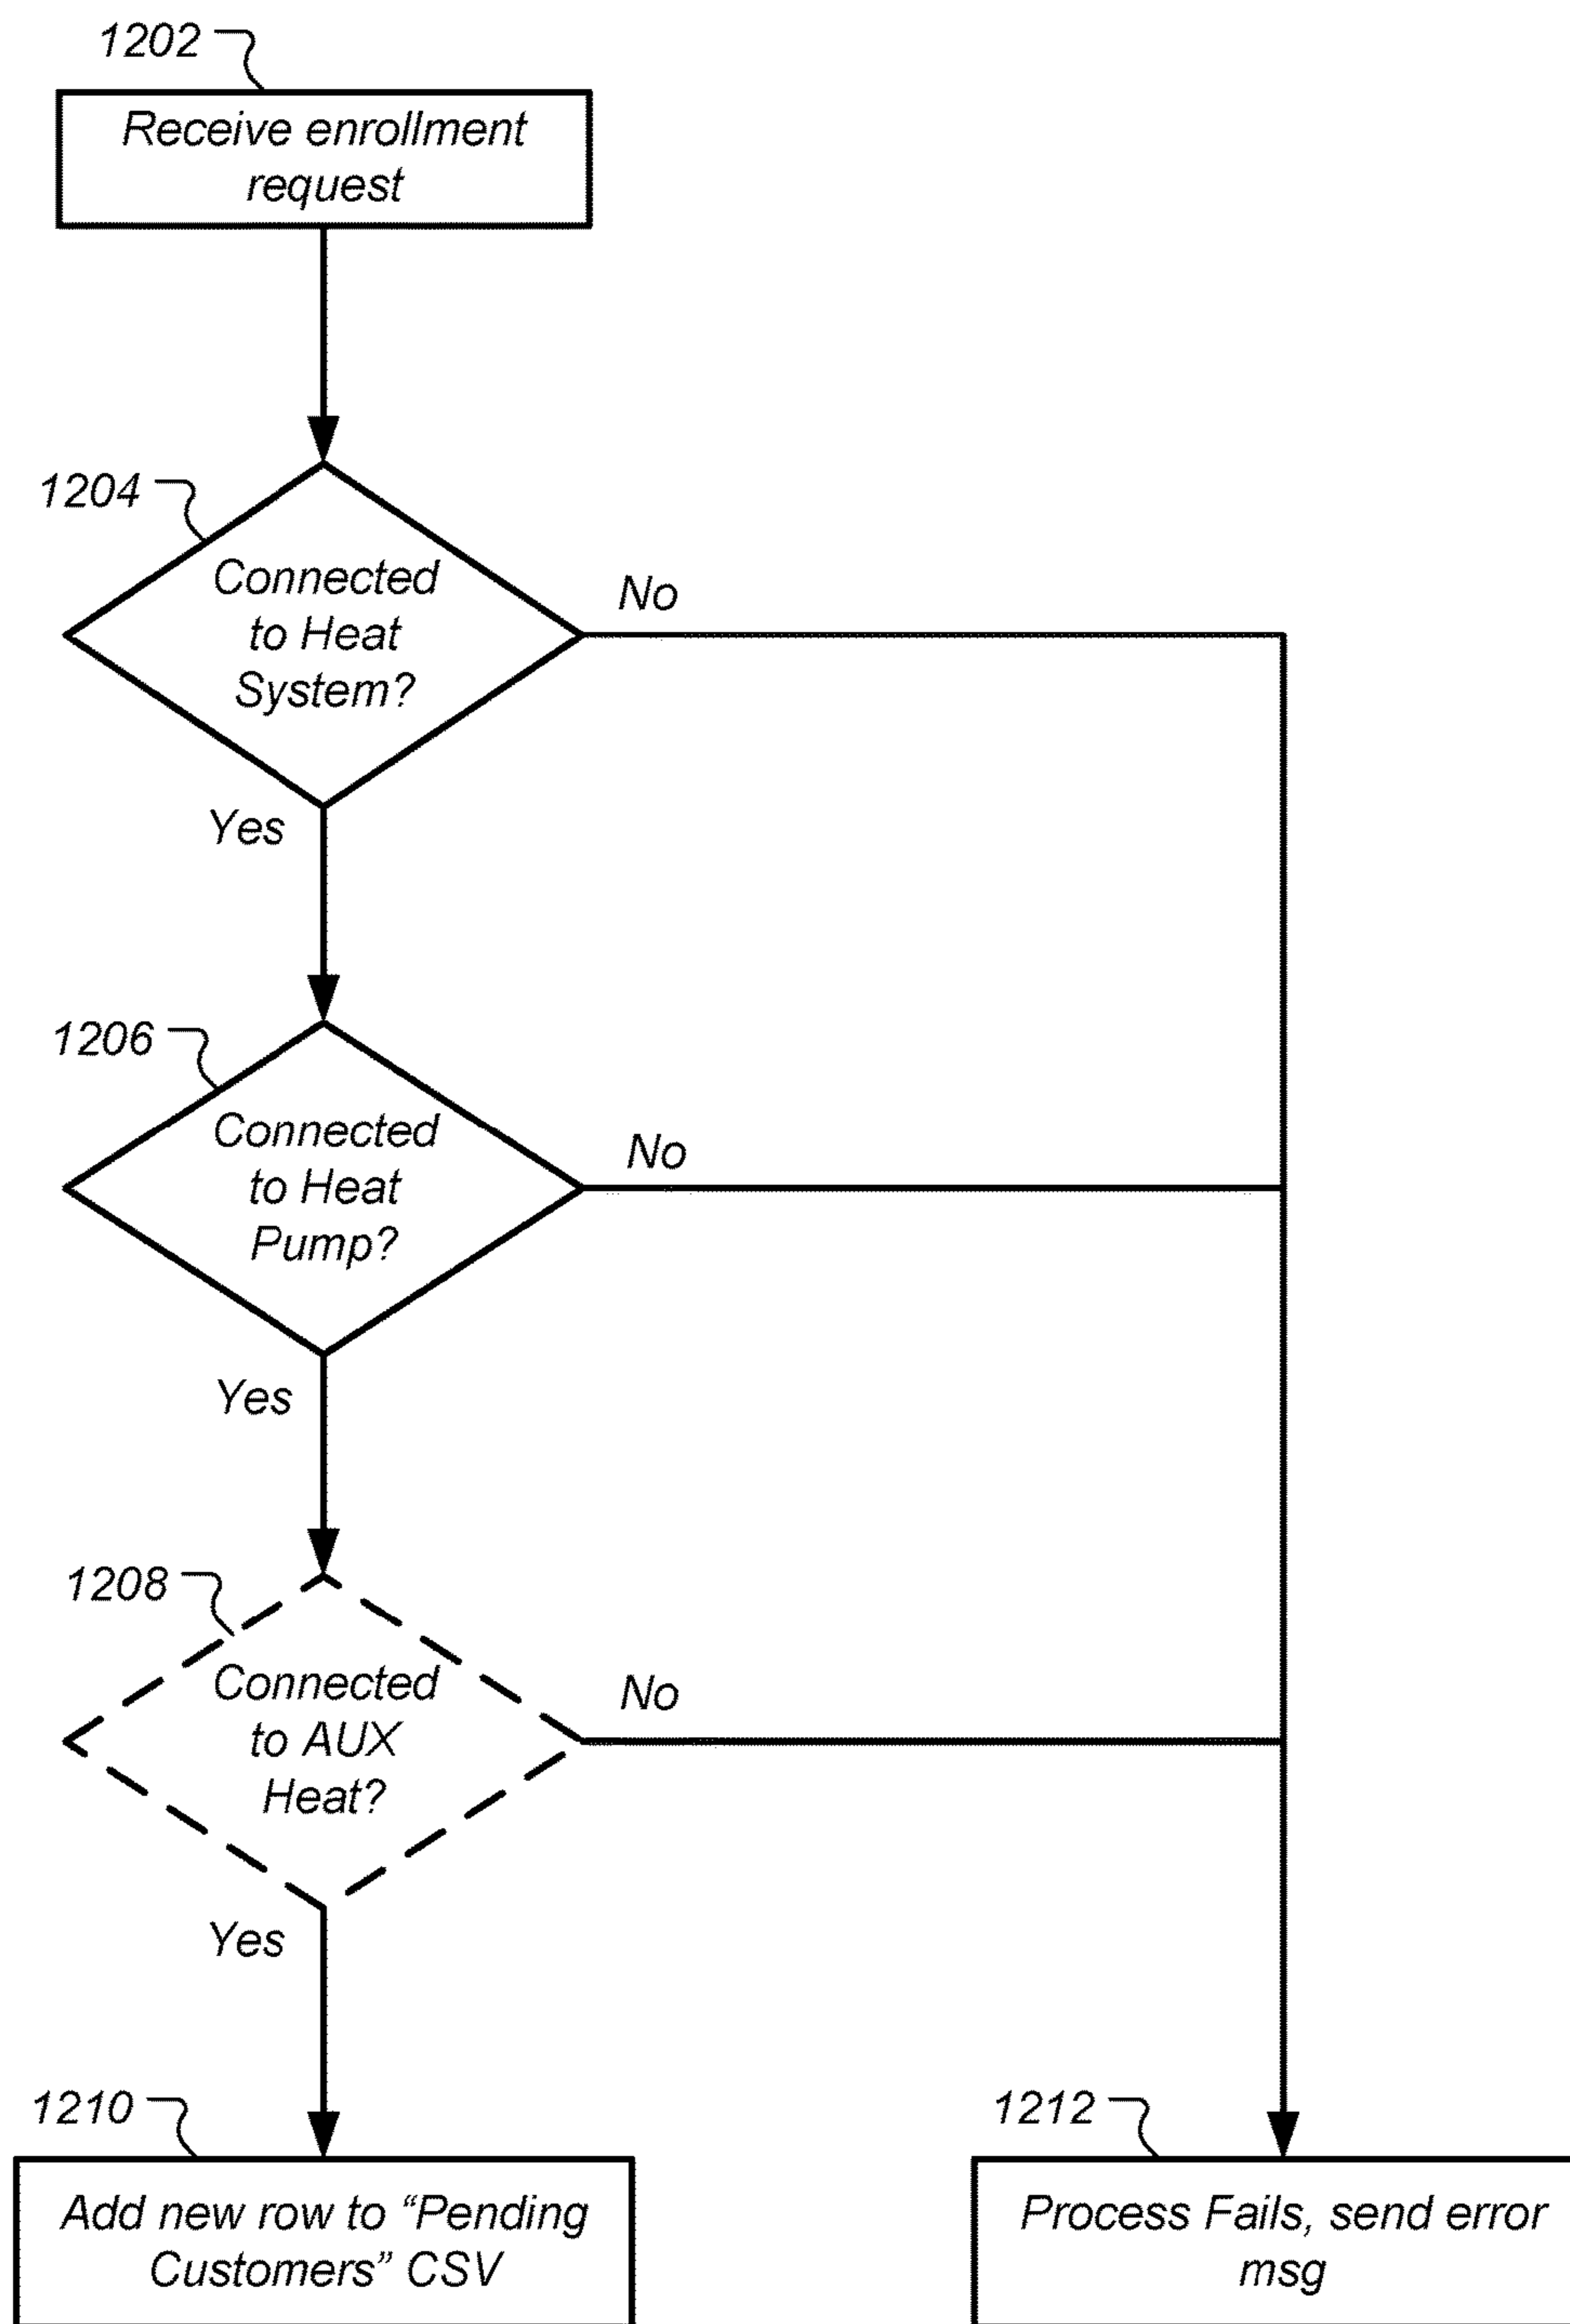 1202
Receive enrollment
request
1204
Connected
to Heat
System?
No
Yes
1206
Connected
to Heat
Pump?
No
Yes
1208
Connected
to AUX
Heat?
No
Yes
1210
Add new row to “Pending
Customers” CSV
1212
Process Fails, send error
msg